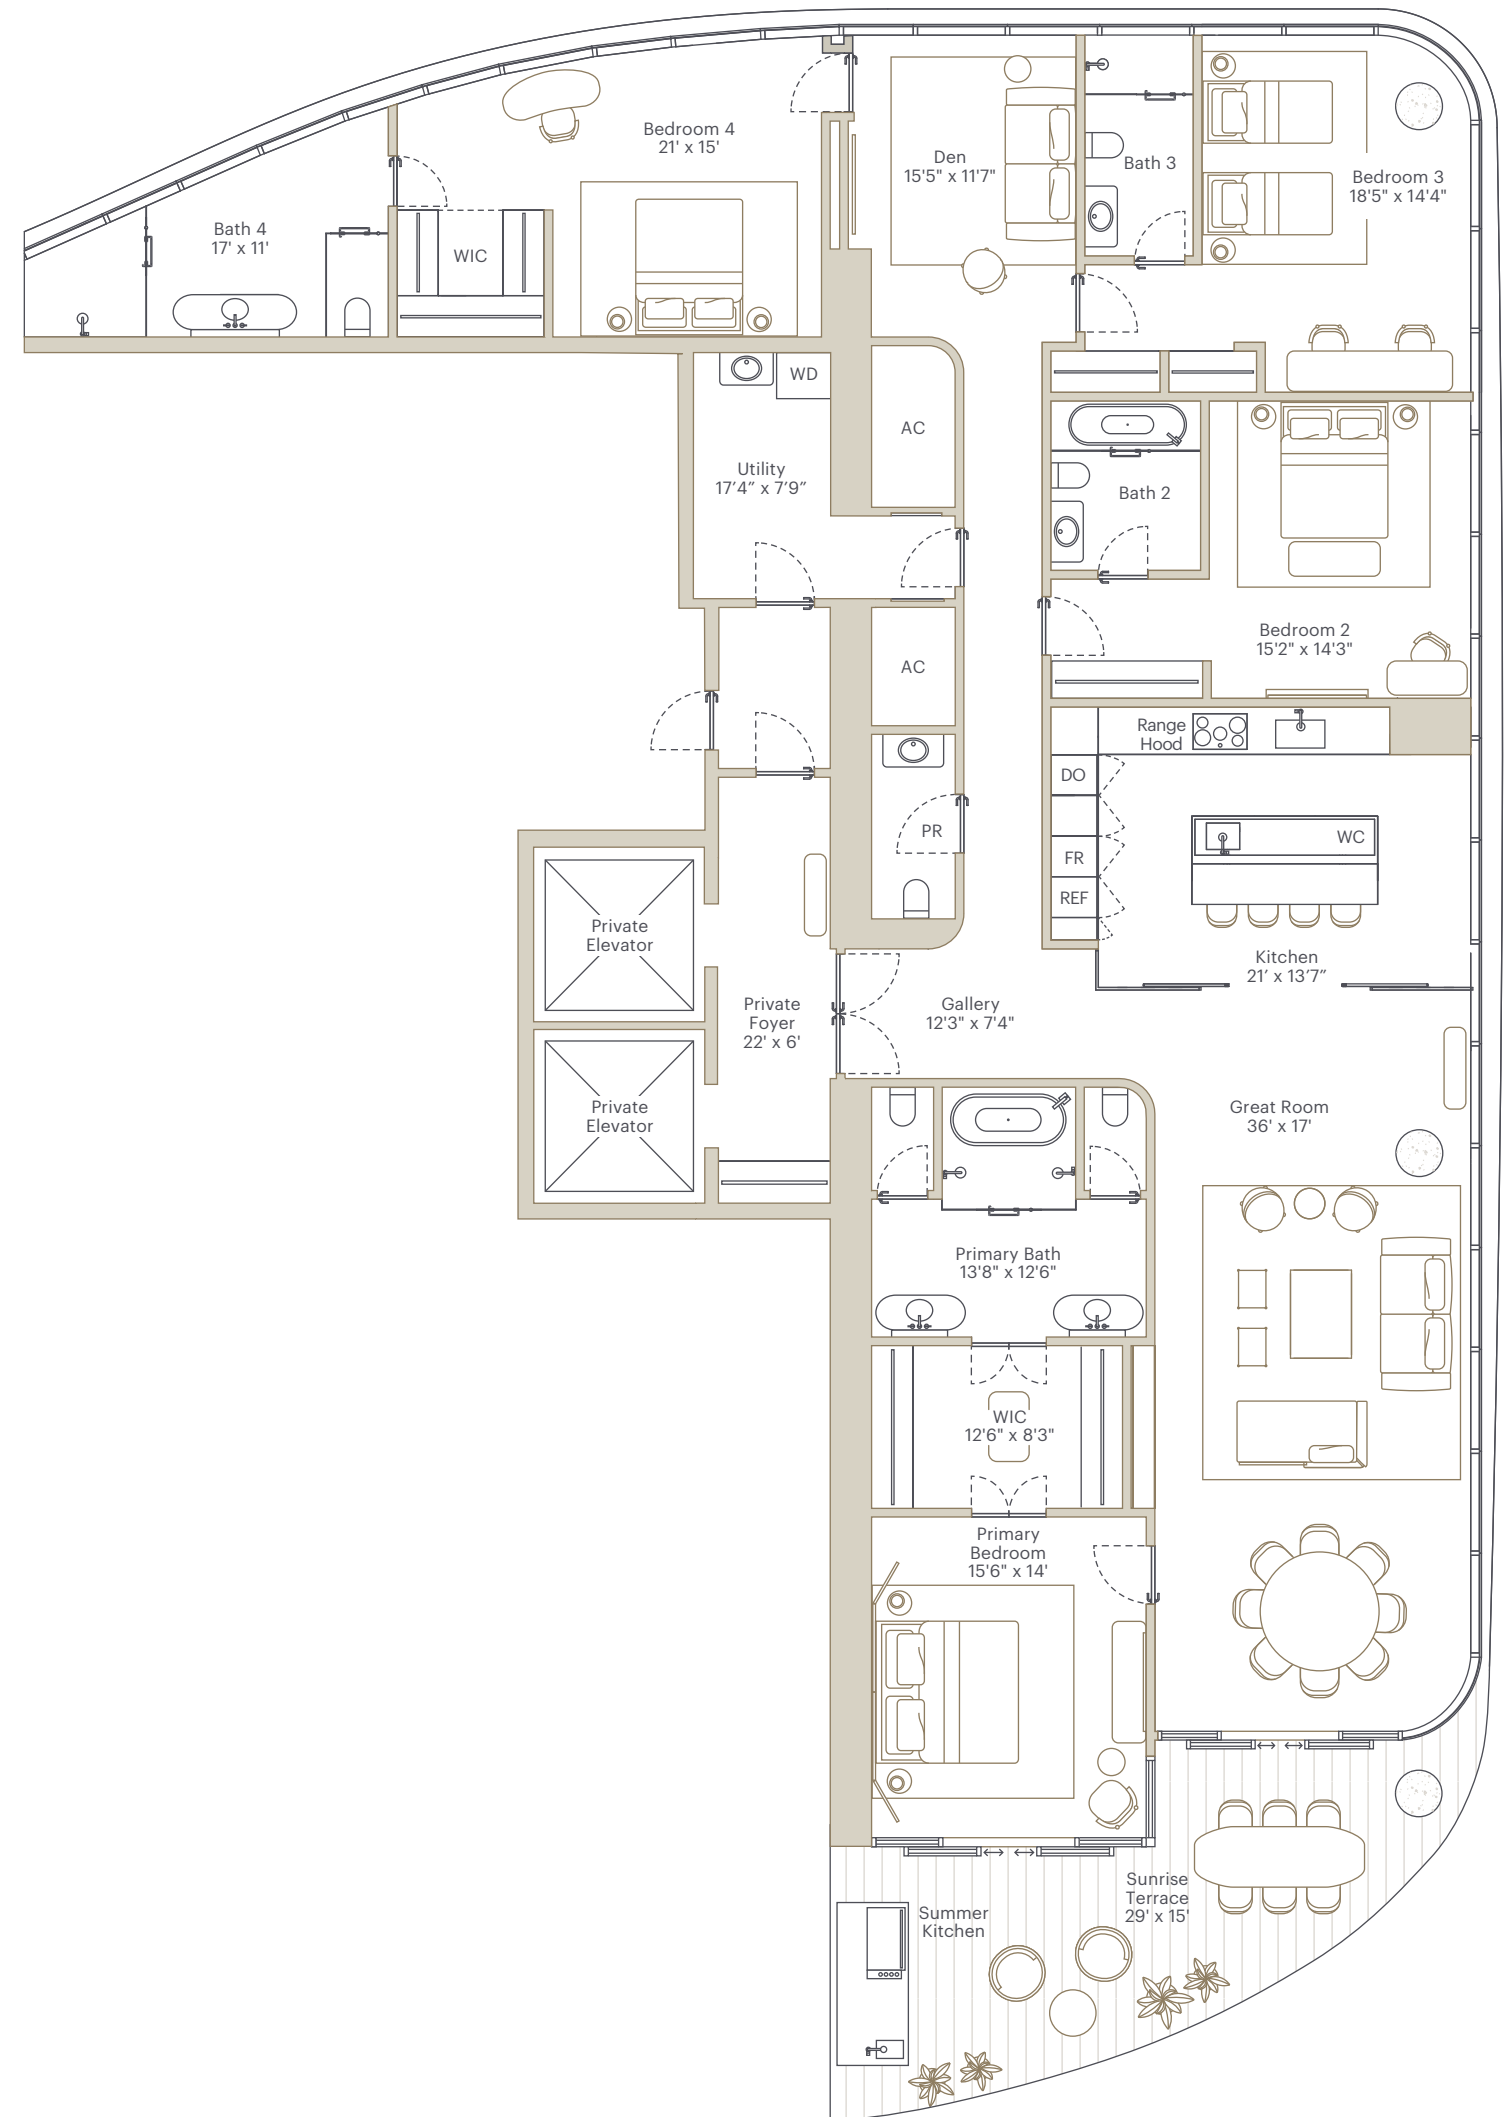 Bedroom 4
21' x 15'
Den
15'5" x 11'7"
Bath 3
Bedroom 3
18'5" x 14'4"
Bath 4
17' x 11'
WIC
WD
AC
Utility
17’4” x 7’9”
Bath 2
Bedroom 2
15'2" x 14'3"
AC
Range
Hood
DO
PR
WC
FR
REF
Private
Elevator
Kitchen
21’ x 13’7”
Private
Foyer
22' x 6'
Gallery
12'3" x 7'4"
Private
Elevator
Great Room
36' x 17'
Primary Bath
13'8" x 12'6"
WIC
12'6" x 8'3"
Primary
Bedroom
15'6" x 14'
Sunrise
Terrace
29' x 15'
Summer
Kitchen